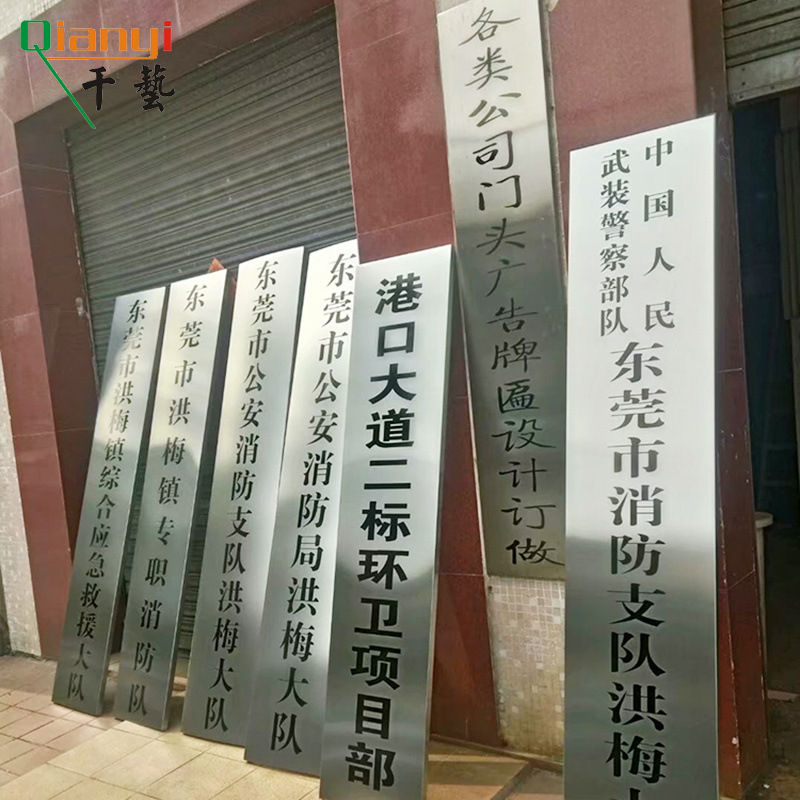 Qianyi
千藝
东莞市洪梅镇综合应急救援大队
东莞市洪梅镇专职消防队
东莞市公安消防支队洪梅大队
东莞市公安消防局洪梅大队
港口大道二标环卫项目部
各类公司门头广告牌匾设计订做
中国人民
武装警察部队
东莞市消防支队洪梅大